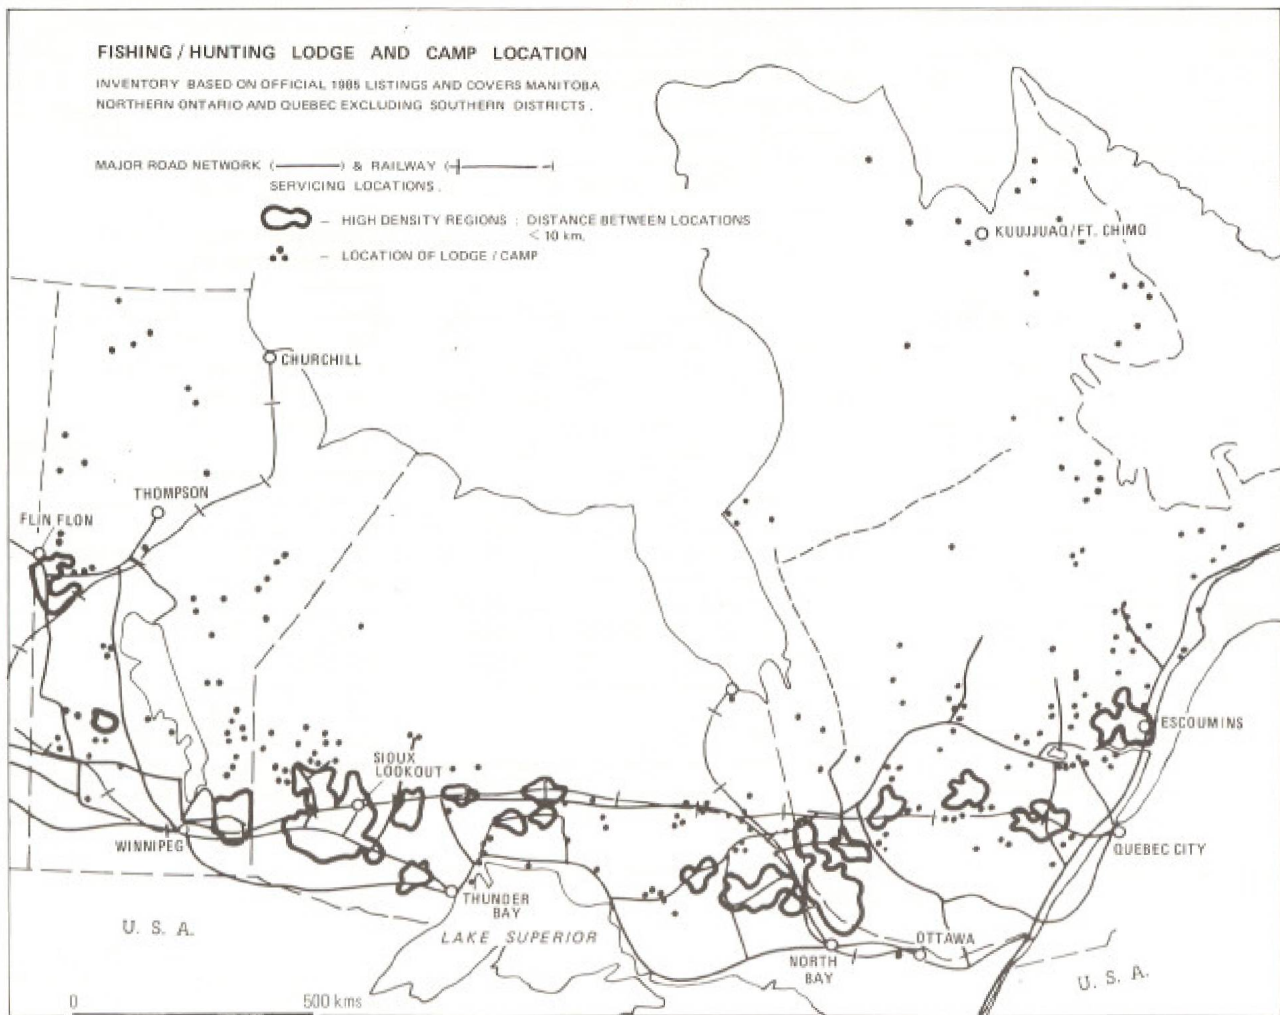 FISHING / HUNTING LODGE AND CAMP LOCATION
INVENTORY BASED ON OFFICIAL 1985 LISTINGS AND COVERS MANITOBA
NORTHERN ONTARIO AND QUEBEC EXCLUDING SOUTHERN DISTRICTS.
MAJOR ROAD NETWORK ( ) & RAILWAY (
SERVICING LOCATIONS.
– HIGH DENSITY REGIONS : DISTANCE BETWEEN LOCATIONS
< 10 km.
– LOCATION OF LODGE / CAMP
KUUJJUAQ/FT. CHIMO
CHURCHILL
THOMPSON
FLIN FLON
ESCOUMINS
SIOUX
LOOKOUT
WINNIPEG
QUEBEC CITY
THUNDER
BAY
U. S. A.
LAKE SUPERIOR
OTTAWA
NORTH
BAY
U. S. A.
0 500 kms